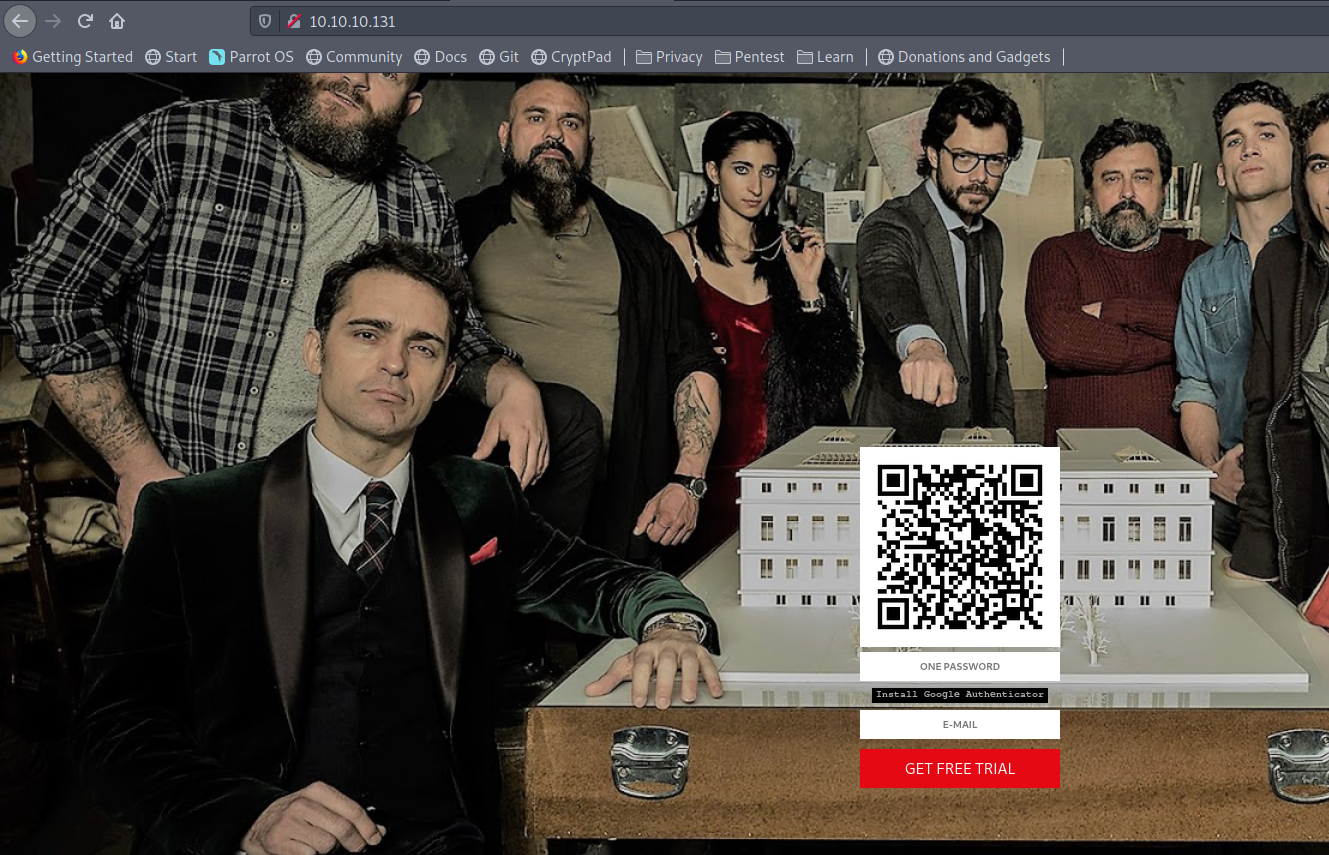 10.10.10.131
Getting Started Start Parrot OS Community Docs Git CryptPad Privacy Pentest Learn Donations and Gadgets
ONE PASSWORD
Install Google Authenticator
E-MAIL
GET FREE TRIAL